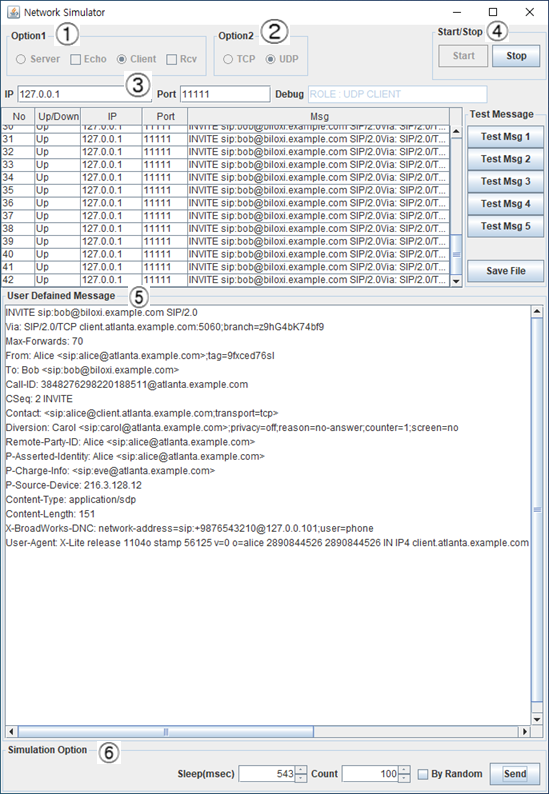 Network Simulator
Option1 ① Option2 ② Start/Stop ④
Server Echo Client Rcv TCP UDP Start Stop
③
IP 127.0.0.1 Port 11111 Debug ROLE : UDP CLIENT
No Up/Down IP Port Msg Test Message
30 Up 127.0.0.1 11111 INVITE sip:bob@biloxi.example.com SIP/2.0Via: SIP/2.0/T...
31 Up 127.0.0.1 11111 INVITE sip:bob@biloxi.example.com SIP/2.0Via: SIP/2.0/T...
32 Up 127.0.0.1 11111 INVITE sip:bob@biloxi.example.com SIP/2.0Via: SIP/2.0/T...
33 Up 127.0.0.1 11111 INVITE sip:bob@biloxi.example.com SIP/2.0Via: SIP/2.0/T...
34 Up 127.0.0.1 11111 INVITE sip:bob@biloxi.example.com SIP/2.0Via: SIP/2.0/T...
35 Up 127.0.0.1 11111 INVITE sip:bob@biloxi.example.com SIP/2.0Via: SIP/2.0/T...
36 Up 127.0.0.1 11111 INVITE sip:bob@biloxi.example.com SIP/2.0Via: SIP/2.0/T...
37 Up 127.0.0.1 11111 INVITE sip:bob@biloxi.example.com SIP/2.0Via: SIP/2.0/T...
38 Up 127.0.0.1 11111 INVITE sip:bob@biloxi.example.com SIP/2.0Via: SIP/2.0/T...
39 Up 127.0.0.1 11111 INVITE sip:bob@biloxi.example.com SIP/2.0Via: SIP/2.0/T...
40 Up 127.0.0.1 11111 INVITE sip:bob@biloxi.example.com SIP/2.0Via: SIP/2.0/T...
41 Up 127.0.0.1 11111 INVITE sip:bob@biloxi.example.com SIP/2.0Via: SIP/2.0/T...
42 Up 127.0.0.1 11111 INVITE sip:bob@biloxi.example.com SIP/2.0Via: SIP/2.0/T...
Test Msg 1
Test Msg 2
Test Msg 3
Test Msg 4
Test Msg 5
Save File
User Defained Message ⑤
INVITE sip:bob@biloxi.example.com SIP/2.0
Via: SIP/2.0/TCP client.atlanta.example.com:5060;branch=z9hG4bK74bf9
Max-Forwards: 70
From: Alice <sip:alice@atlanta.example.com>;tag=9fxced76sl
To: Bob <sip:bob@biloxi.example.com>
Call-ID: 3848276298220188511@atlanta.example.com
CSeq: 2 INVITE
Contact: <sip:alice@client.atlanta.example.com;transport=tcp>
Diversion: Carol <sip:carol@atlanta.example.com>;privacy=off;reason=no-answer;counter=1;screen=no
Remote-Party-ID: Alice <sip:alice@atlanta.example.com>
P-Asserted-Identity: Alice <sip:alice@atlanta.example.com>
P-Charge-Info: <sip:eve@atlanta.example.com>
P-Source-Device: 216.3.128.12
Content-Type: application/sdp
Content-Length: 151
X-BroadWorks-DNC: network-address=sip:+9876543210@127.0.0.101;user=phone
User-Agent: X-Lite release 1104o stamp 56125 v=0 o=alice 2890844526 2890844526 IN IP4 client.atlanta.example.com
Simulation Option ⑥
Sleep(msec) 543 Count 100 By Random Send